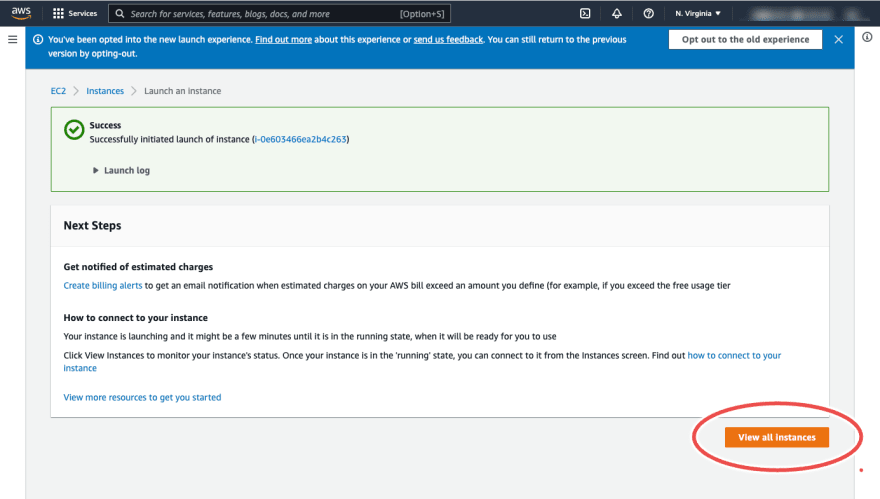 aws Services Search for services, features, blogs, docs, and more [Option+S] N. Virginia
You've been opted into the new launch experience. Find out more about this experience or send us feedback. You can still return to the previous
version by opting-out.
Opt out to the old experience
EC2 > Instances > Launch an instance
Success
Successfully initiated launch of instance (i-0e603466ea2b4c263)
Launch log
Next Steps
Get notified of estimated charges
Create billing alerts to get an email notification when estimated charges on your AWS bill exceed an amount you define (for example, if you exceed the free usage tier
How to connect to your instance
Your instance is launching and it might be a few minutes until it is in the running state, when it will be ready for you to use
Click View Instances to monitor your instance's status. Once your instance is in the 'running' state, you can connect to it from the Instances screen. Find out how to connect to your
instance
View more resources to get you started
View all instances